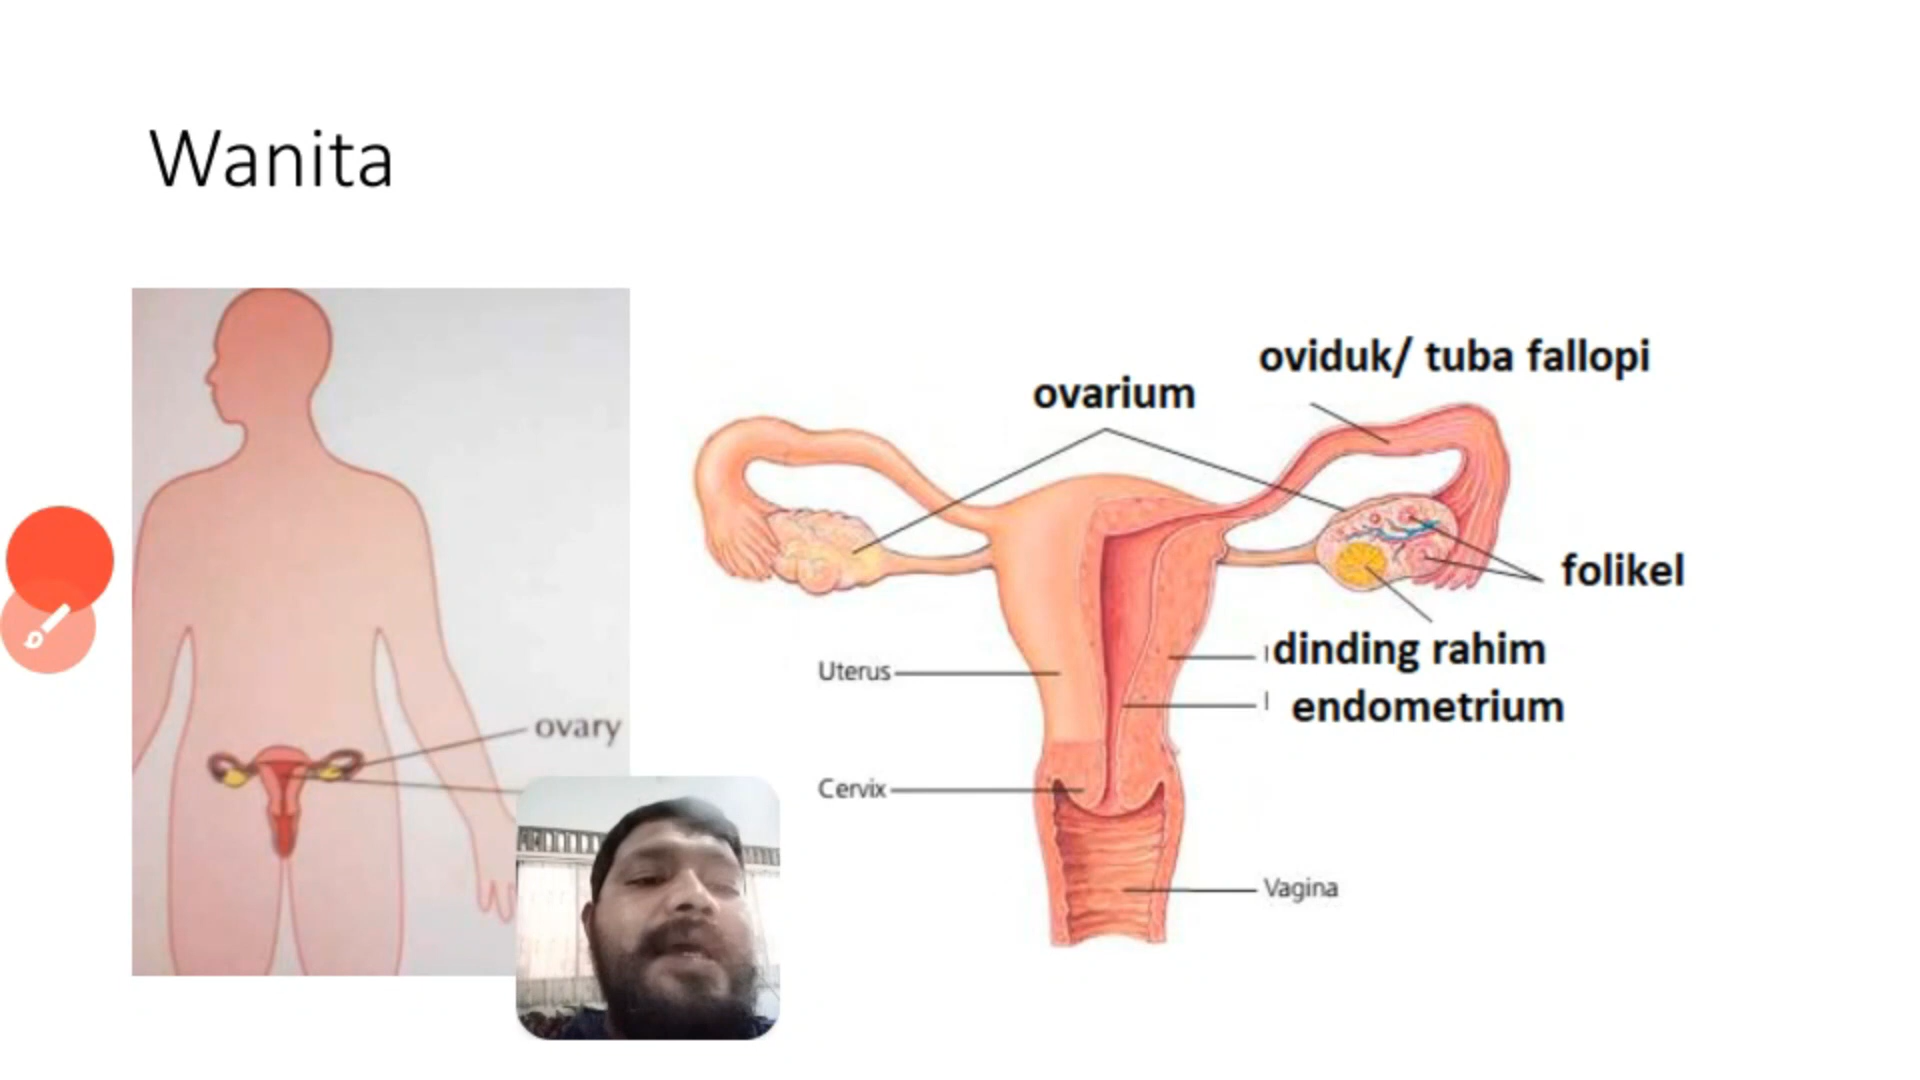 Wanita
ovary
ovarium
oviduk/ tuba fallopi
folikel
dinding rahim
endometrium
Uterus
Cervix
Vagina